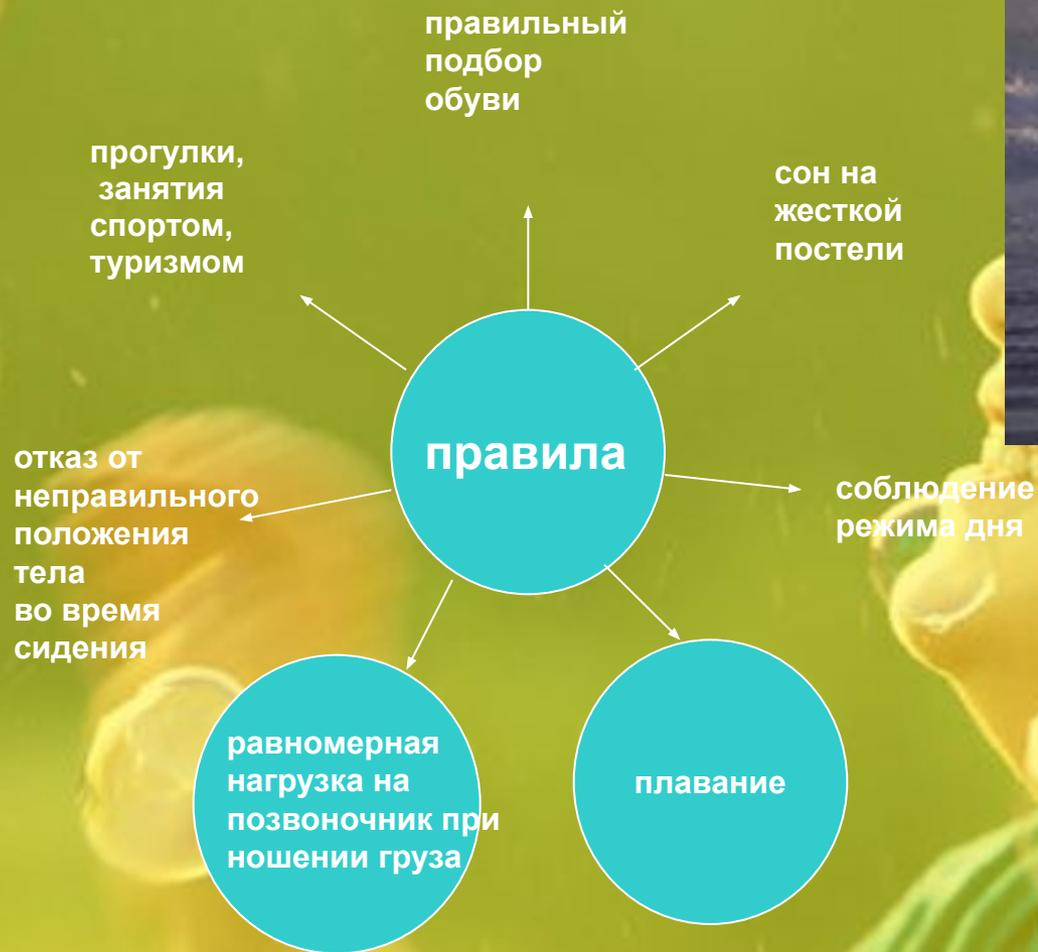 правильный
подбор
обуви
прогулки,
занятия
спортом,
туризмом
сон на
жесткой
постели
правила
отказ от
неправильного
положения
тела
во время
сидения
соблюдение
режима дня
равномерная
нагрузка на
позвоночник при
ношении груза
плавание